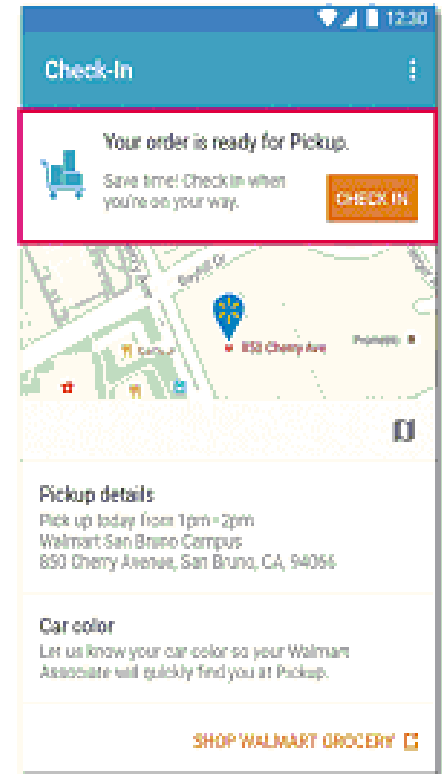 12:30
Check-In
Your order is ready for Pickup.
Save time! Check in when
you're on your way.
CHECK IN
Bayhill Dr
850 Cherry Ave
Pickup details
Pick up today from 1pm-2pm
Walmart San Bruno Campus
850 Cherry Avenue, San Bruno, CA, 94066
Car color
Let us know your car color so your Walmart
Associate will quickly find you at Pickup.
SHOP WALMART GROCERY